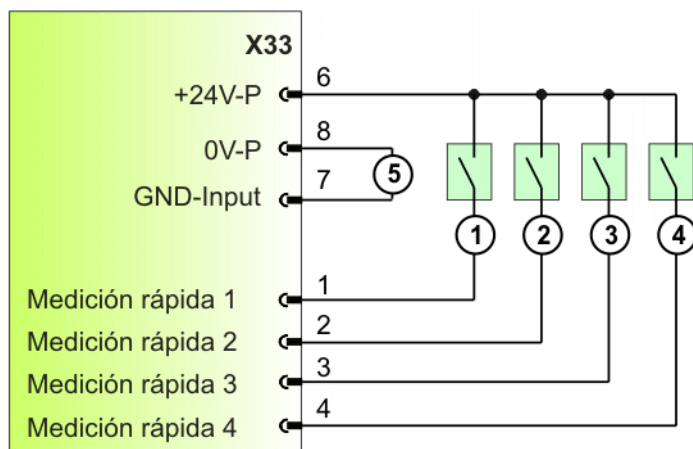 X33
+24V-P 6
0V-P 8
5
GND-Input 7
1 2 3 4
Medición rápida 1 1
Medición rápida 2 2
Medición rápida 3 3
Medición rápida 4 4